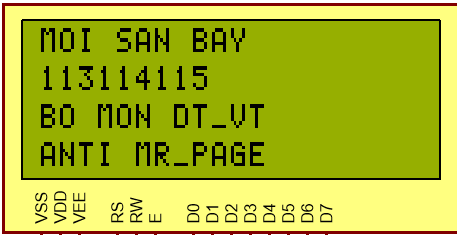 MOI SAN BAY
113114115
BO MON DT_VT
ANTI MR_PAGE
VSS
VDD
VEE
RS
RW
E
D0
D1
D2
D3
D4
D5
D6
D7